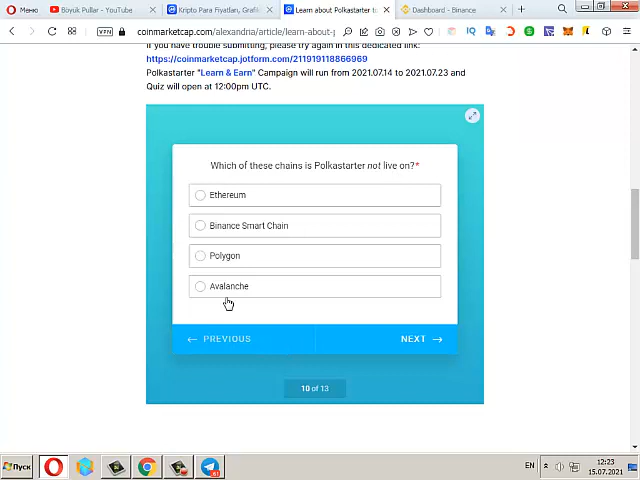 Меню
Büyük Pullar - YouTube
Kripto Para Fiyatları, Grafik
Learn about Polkastarter to
Dashboard - Binance
VPN
coinmarketcap.com/alexandria/article/learn-about-p
If you have trouble submitting, please try again in this dedicated link:
https://coinmarketcap.jotform.com/211919118866969
Polkastarter "Learn & Earn" Campaign will run from 2021.07.14 to 2021.07.23 and
Quiz will open at 12:00pm UTC.
Which of these chains is Polkastarter not live on?*
Ethereum
Binance Smart Chain
Polygon
Avalanche
← PREVIOUS
NEXT →
10 of 13
Пуск
EN
12:23
15.07.2021